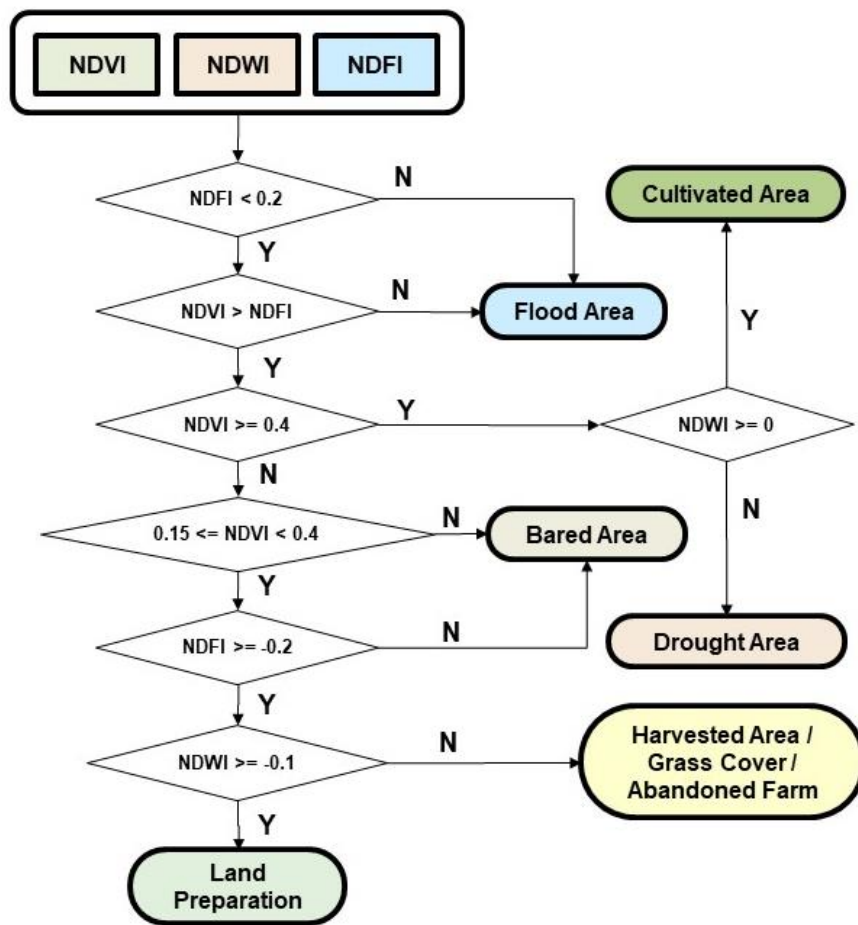 NDVI NDWI NDFI
NDFI < 0.2
N
Cultivated Area
Y
NDVI > NDFI
N
Flood Area
Y
Y
NDVI >= 0.4
Y
NDWI >= 0
N
N
0.15 <= NDVI < 0.4
N
Bared Area
Y
NDFI >= -0.2
N
Drought Area
Y
NDWI >= -0.1
N
Harvested Area /
Grass Cover /
Abandoned Farm
Y
Land
Preparation